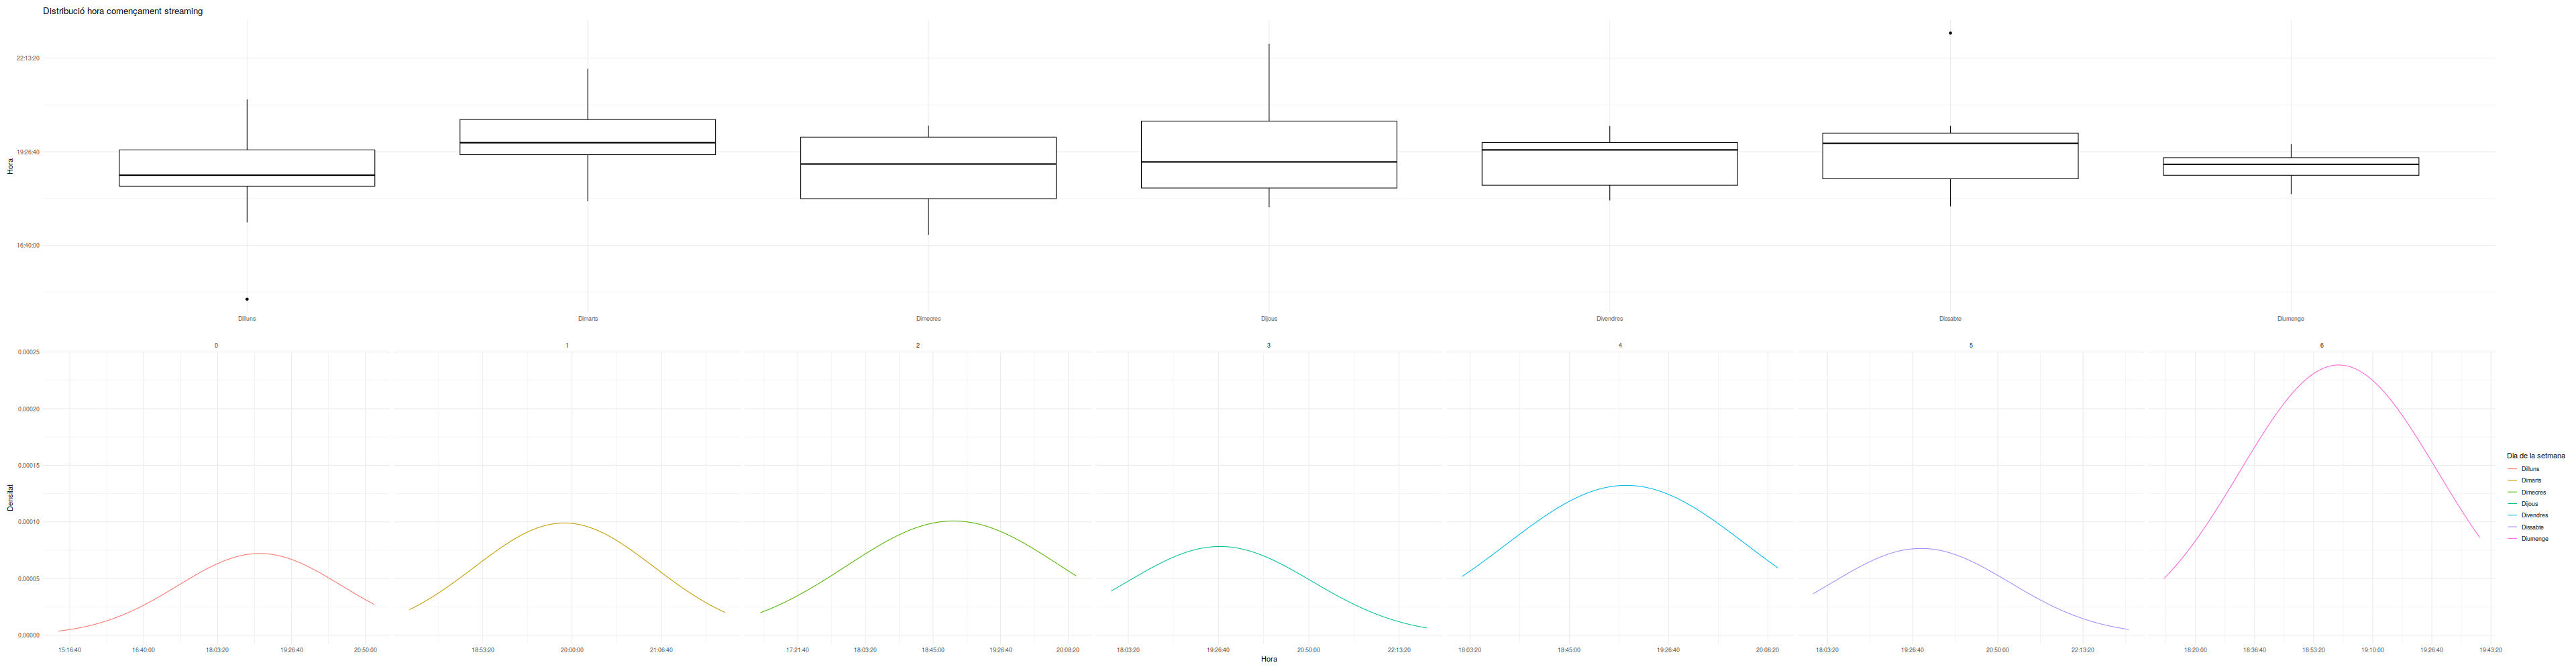 Distribució hora començament streaming
Hora
22:13:20
19:26:40
16:40:00
Dilluns
Dimarts
Dimecres
Dijous
Divendres
Dissabte
Diumenge
0
1
2
3
4
5
6
Densitat
0.00025
0.00020
0.00015
0.00010
0.00005
0.00000
15:16:40
16:40:00
18:03:20
19:26:40
20:50:00
18:53:20
20:00:00
21:06:40
17:21:40
18:03:20
18:45:00
19:26:40
20:08:20
18:03:20
19:26:40
20:50:00
22:13:20
18:03:20
18:45:00
19:26:40
20:08:20
18:03:20
19:26:40
20:50:00
22:13:20
18:20:00
18:36:40
18:53:20
19:10:00
19:26:40
19:43:20
Hora
Dia de la setmana
Dilluns
Dimarts
Dimecres
Dijous
Divendres
Dissabte
Diumenge